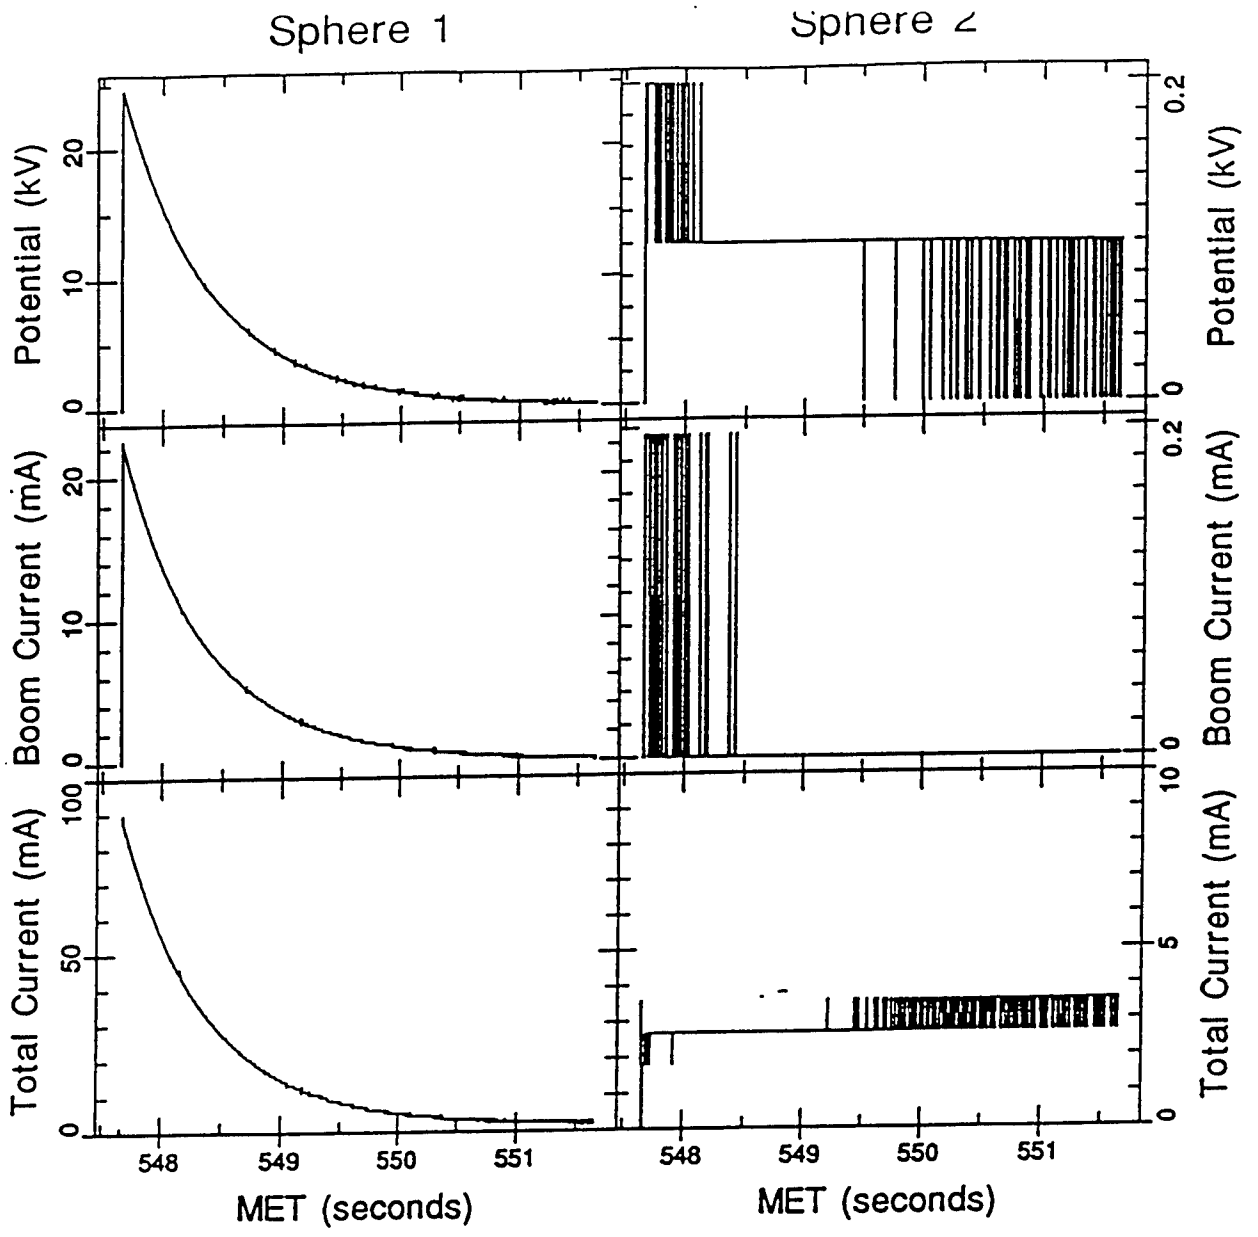 Sphere 1
Sphere 2
Potential (kV)
20
10
0
0.2
0
Potential (kV)
Boom Current (mA)
20
10
0
0.2
0
Boom Current (mA)
Total Current (mA)
100
50
0
10
5
0
Total Current (mA)
548 549 550 551
548 549 550 551
MET (seconds)
MET (seconds)